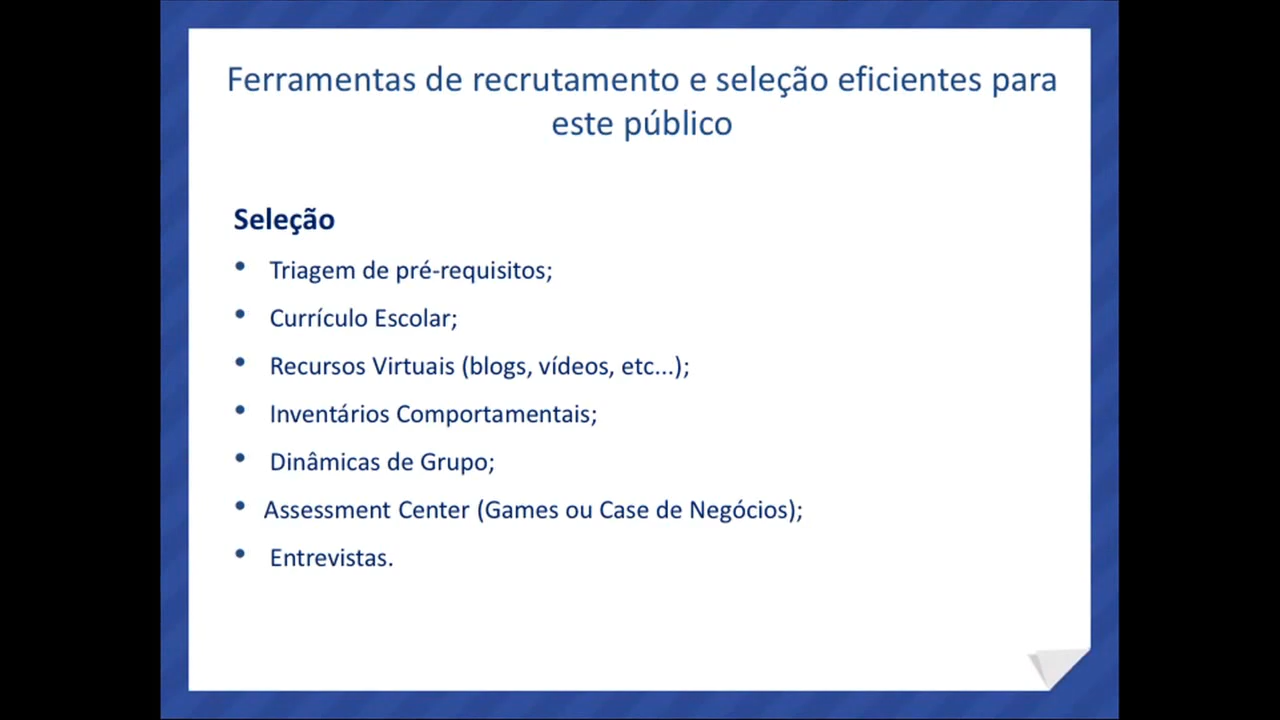 Ferramentas de recrutamento e seleção eficientes para
este público
Seleção
• Triagem de pré-requisitos;
• Currículo Escolar;
• Recursos Virtuais (blogs, vídeos, etc...);
• Inventários Comportamentais;
• Dinâmicas de Grupo;
• Assessment Center (Games ou Case de Negócios);
• Entrevistas.